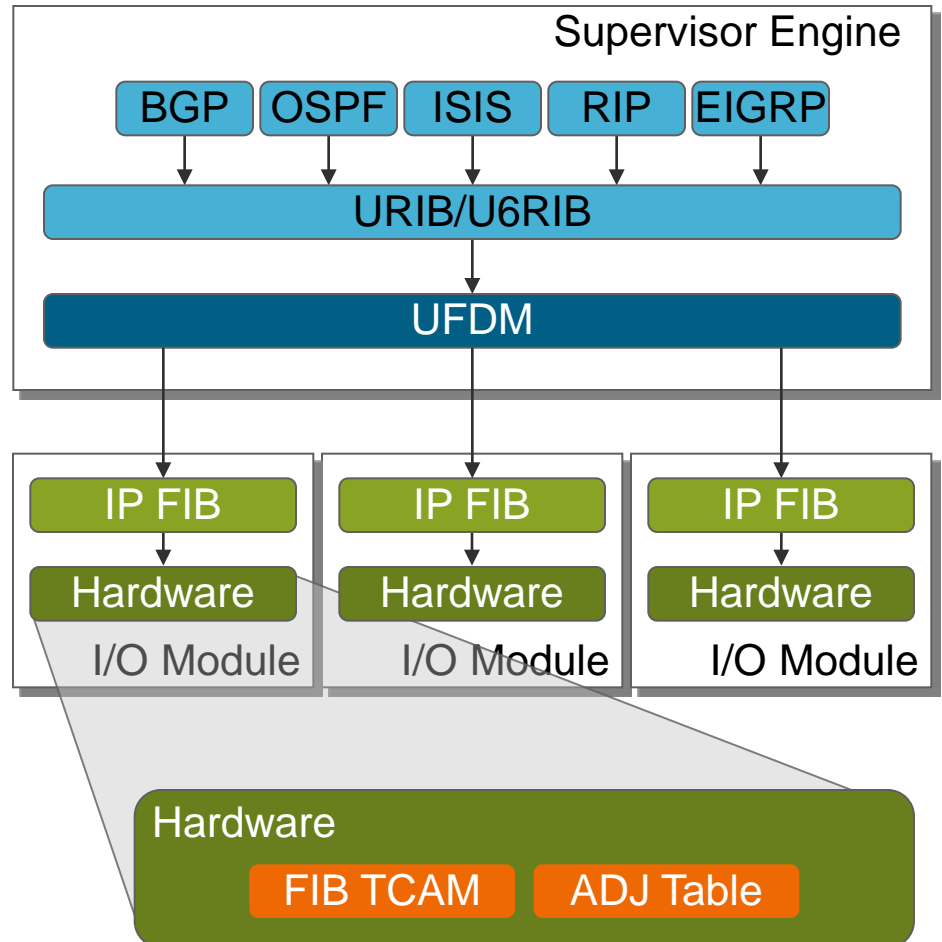 Supervisor Engine
BGP OSPF ISIS RIP EIGRP
URIB/U6RIB
UFDM
IP FIB IP FIB IP FIB
Hardware Hardware Hardware
I/O Module I/O Module I/O Module
Hardware
FIB TCAM ADJ Table